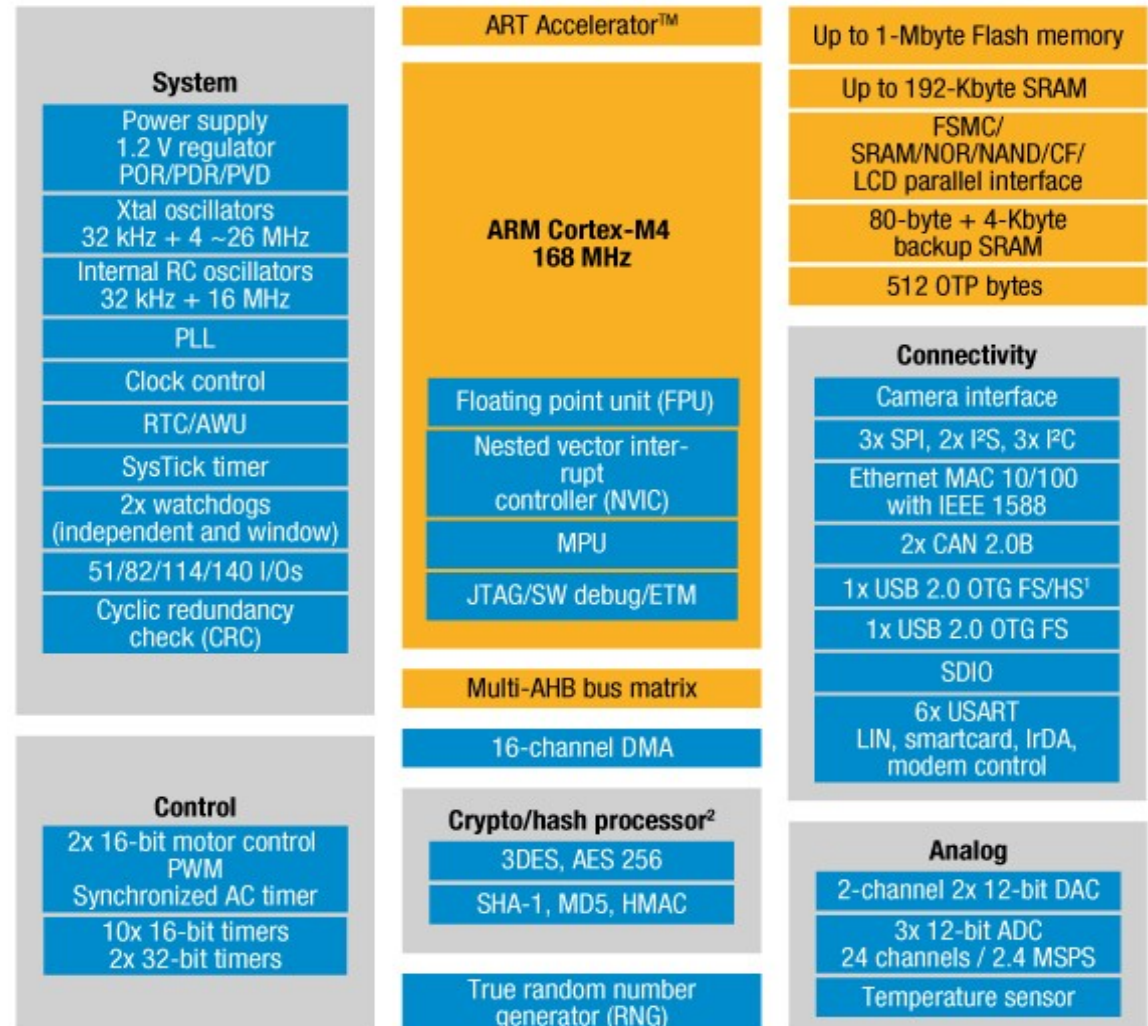 System
Power supply
1.2 V regulator
POR/PDR/PVD
Xtal oscillators
32 kHz + 4 ~26 MHz
Internal RC oscillators
32 kHz + 16 MHz
PLL
Clock control
RTC/AWU
SysTick timer
2x watchdogs
(independent and window)
51/82/114/140 I/Os
Cyclic redundancy
check (CRC)
Control
2x 16-bit motor control
PWM
Synchronized AC timer
10x 16-bit timers
2x 32-bit timers
ART Accelerator™
ARM Cortex-M4
168 MHz
Floating point unit (FPU)
Nested vector inter-
rupt
controller (NVIC)
MPU
JTAG/SW debug/ETM
Multi-AHB bus matrix
16-channel DMA
Crypto/hash processor²
3DES, AES 256
SHA-1, MD5, HMAC
True random number
generator (RNG)
Up to 1-Mbyte Flash memory
Up to 192-Kbyte SRAM
FSMC/
SRAM/NOR/NAND/CF/
LCD parallel interface
80-byte + 4-Kbyte
backup SRAM
512 OTP bytes
Connectivity
Camera interface
3x SPI, 2x I²S, 3x I²C
Ethernet MAC 10/100
with IEEE 1588
2x CAN 2.0B
1x USB 2.0 OTG FS/HS¹
1x USB 2.0 OTG FS
SDIO
6x USART
LIN, smartcard, IrDA,
modem control
Analog
2-channel 2x 12-bit DAC
3x 12-bit ADC
24 channels / 2.4 MSPS
Temperature sensor